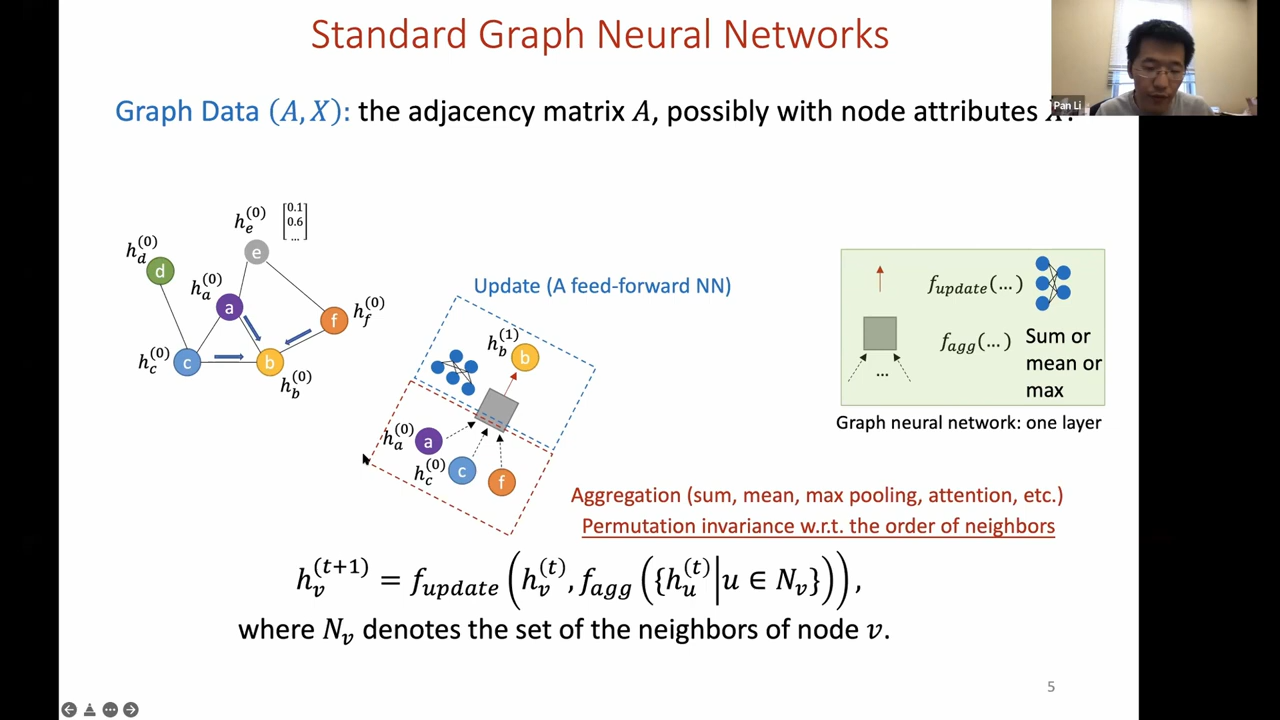 Standard Graph Neural Networks
Pan Li
Graph Data (A, X): the adjacency matrix A, possibly with node attributes X.
h_e^(0) [0.1 0.6 ...]
h_d^(0)
e
d
h_a^(0)
a
h_f^(0)
f
h_c^(0)
c
b
h_b^(0)
Update (A feed-forward NN)
h_b^(1)
b
h_a^(0)
a
h_c^(0)
c
f
f_update(...)
f_agg(...) Sum or
mean or
max
...
Graph neural network: one layer
Aggregation (sum, mean, max pooling, attention, etc.)
Permutation invariance w.r.t. the order of neighbors
h_v^(t+1) = f_update(h_v^(t), f_agg({h_u^(t)|u ∈ N_v})),
where N_v denotes the set of the neighbors of node v.
5